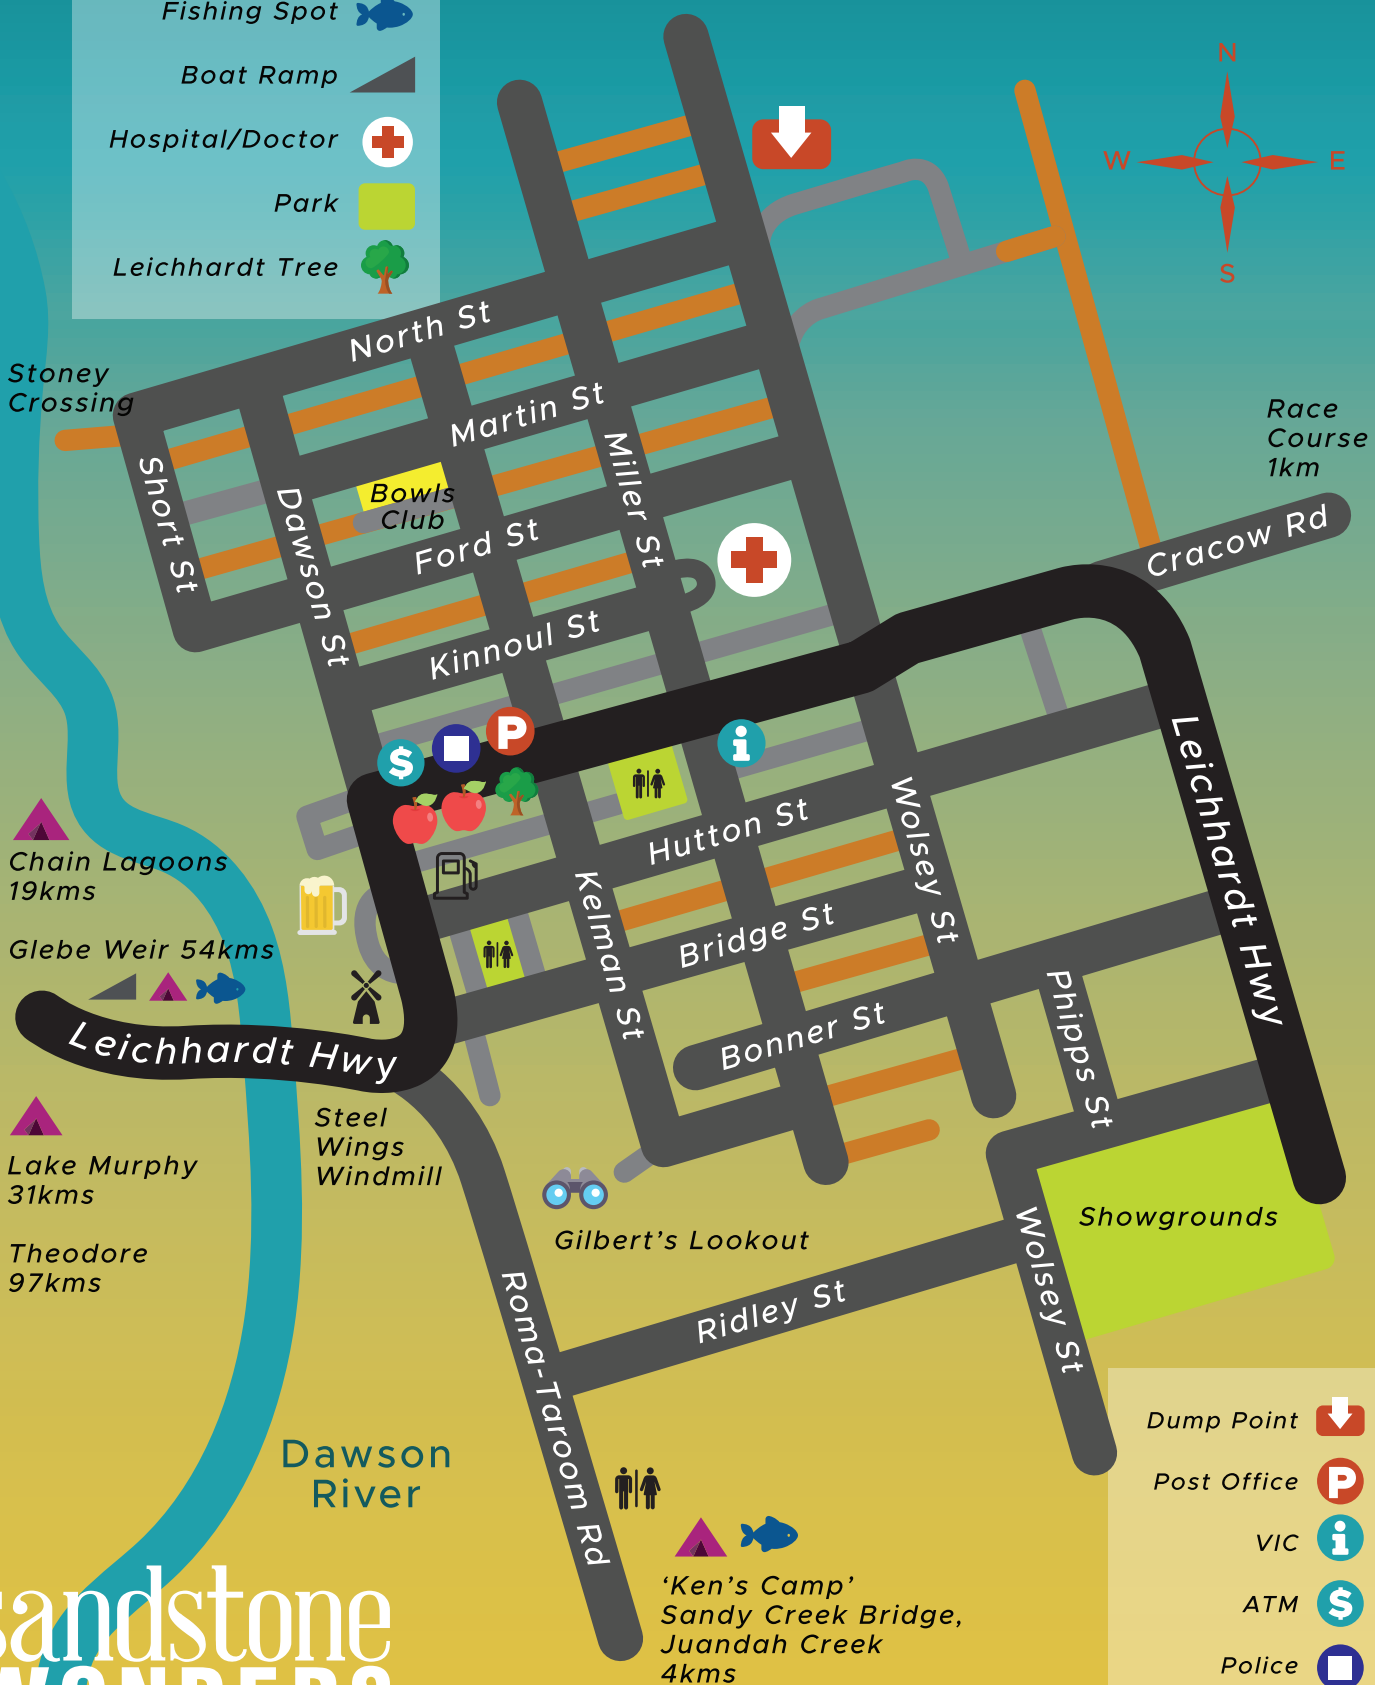 Fishing Spot
Boat Ramp
Hospital/Doctor
Park
Leichhardt Tree
N
W
E
S
Stoney
Crossing
North St
Martin St
Miller St
Short St
Dawson St
Bowls
Club
Ford St
Kinnoul St
Race
Course
1km
Cracow Rd
P
$
i
Leichhardt Hwy
Wolsey St
Hutton St
Kelman St
Bridge St
Bonner St
Phipps St
Chain Lagoons
19kms
Glebe Weir 54kms
Leichhardt Hwy
Steel
Wings
Windmill
Lake Murphy
31kms
Theodore
97kms
Gilbert's Lookout
Showgrounds
Wolsey St
Ridley St
Roma-Taroom Rd
Dawson
River
'Ken's Camp'
Sandy Creek Bridge,
Juandah Creek
4kms
sandstone
WONDERS
Dump Point
Post Office P
VIC i
ATM $
Police